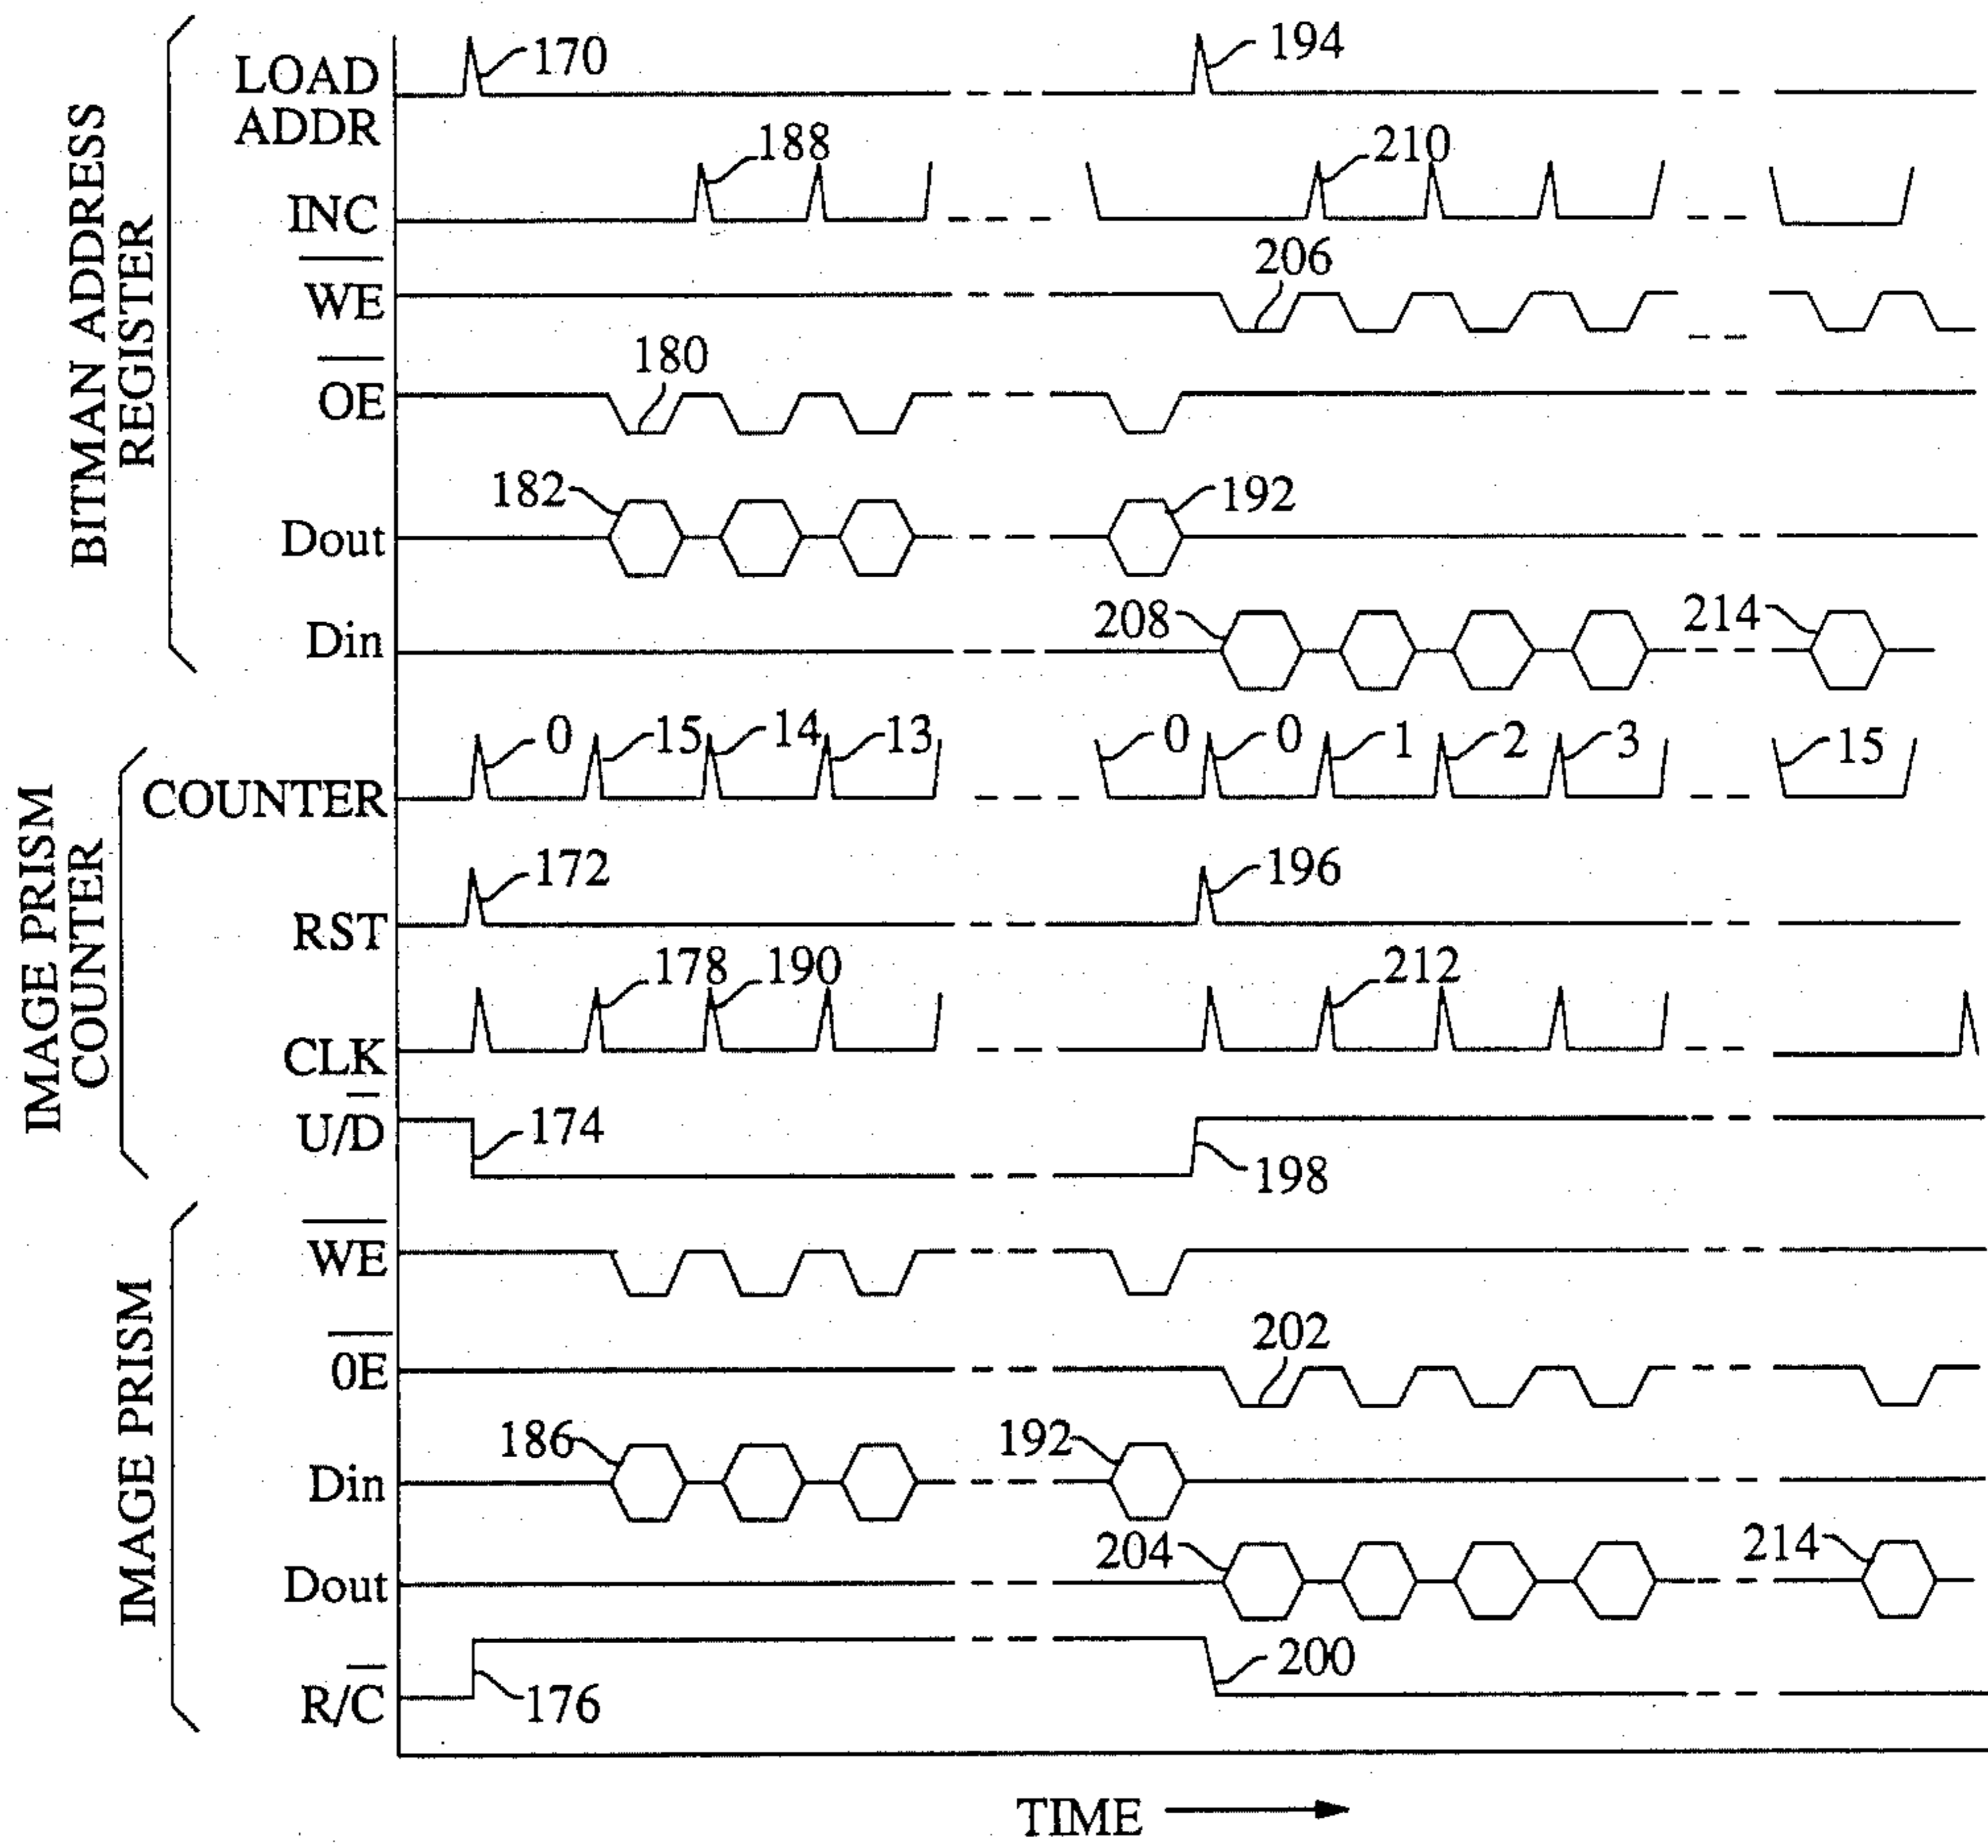 BITMAN ADDRESS
REGISTER
LOAD
ADDR
170
194
INC
188
210
WE
206
OE
180
Dout
182
192
Din
208
214
IMAGE PRISM
COUNTER
COUNTER
0
15
14
13
0
0
1
2
3
15
RST
172
196
CLK
178
190
212
U/D
174
198
IMAGE PRISM
WE
0E
202
Din
186
192
Dout
204
214
R/C
176
200
TIME